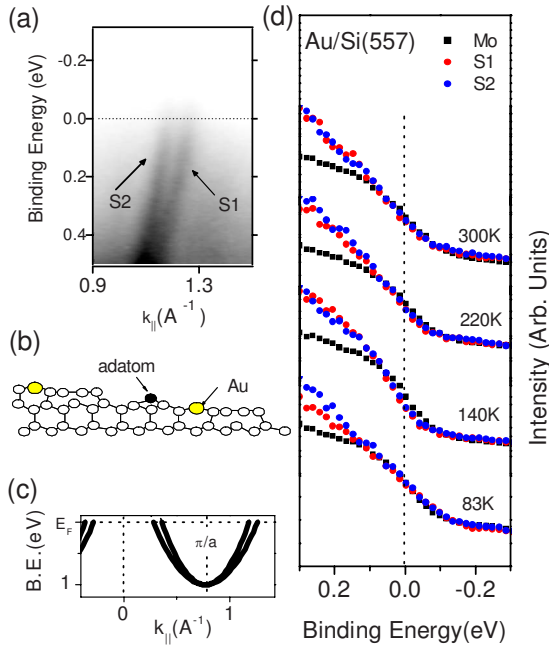 (a)
Binding Energy (eV)
-0.2
0.0
0.2
0.4
S2
S1
0.9
1.3
k||(A⁻¹)
(b)
adatom
Au
(c)
B.E.(eV)
E_F
1
π/a
0
1
k||(A⁻¹)
(d)
Au/Si(557)
Mo
S1
S2
300K
220K
140K
83K
Intensity (Arb. Units)
0.2
0.0
-0.2
Binding Energy(eV)